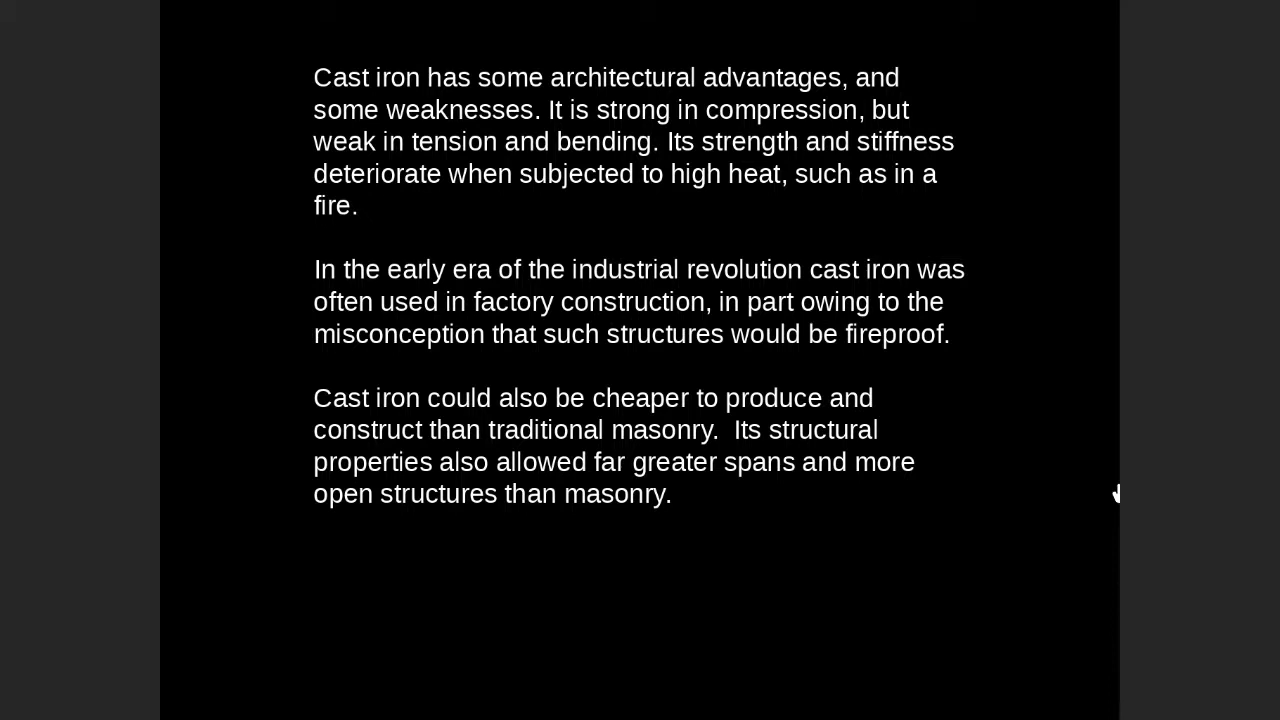 Cast iron has some architectural advantages, and
some weaknesses. It is strong in compression, but
weak in tension and bending. Its strength and stiffness
deteriorate when subjected to high heat, such as in a
fire.
In the early era of the industrial revolution cast iron was
often used in factory construction, in part owing to the
misconception that such structures would be fireproof.
Cast iron could also be cheaper to produce and
construct than traditional masonry.  Its structural
properties also allowed far greater spans and more
open structures than masonry.